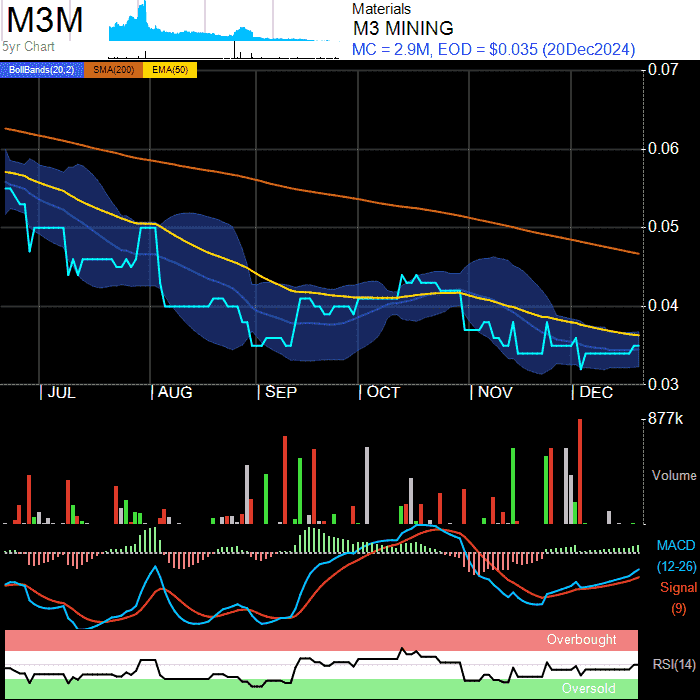 M3M
5yr Chart
Materials
M3 MINING
MC = 2.9M, EOD = $0.035 (20Dec2024)
BollBands(20,2) SMA(200) EMA(50)
0.07
0.06
0.05
0.04
0.03
JUL AUG SEP OCT NOV DEC
877k
Volume
MACD
(12-26)
Signal
(9)
Overbought
RSI(14)
Oversold